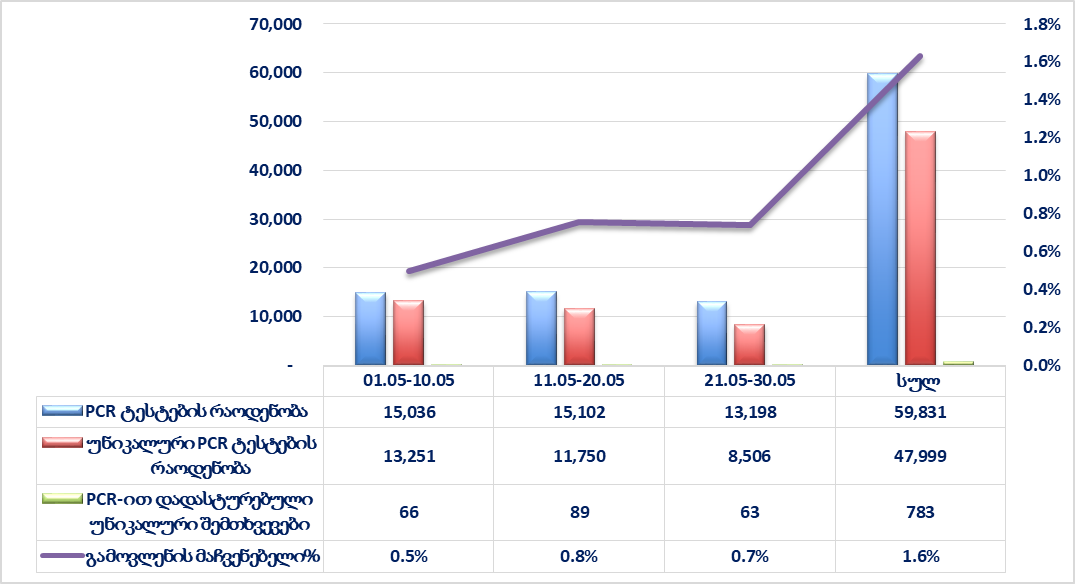 70,000
60,000
50,000
40,000
30,000
20,000
10,000
-
1.8%
1.6%
1.4%
1.2%
1.0%
0.8%
0.6%
0.4%
0.2%
0.0%
01.05-10.05 11.05-20.05 21.05-30.05 სულ
PCR ტესტების რაოდენობა 15,036 15,102 13,198 59,831
უნიკალური PCR ტესტების
რაოდენობა 13,251 11,750 8,506 47,999
PCR-ით დადასტურებული
უნიკალური შემთხვევები 66 89 63 783
გამოვლენის მაჩვენებელი% 0.5% 0.8% 0.7% 1.6%